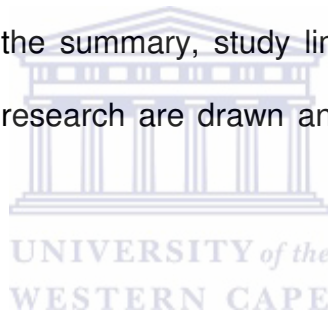 the summary, study lin
research are drawn an
UNIVERSITY of the
WESTERN CAPE